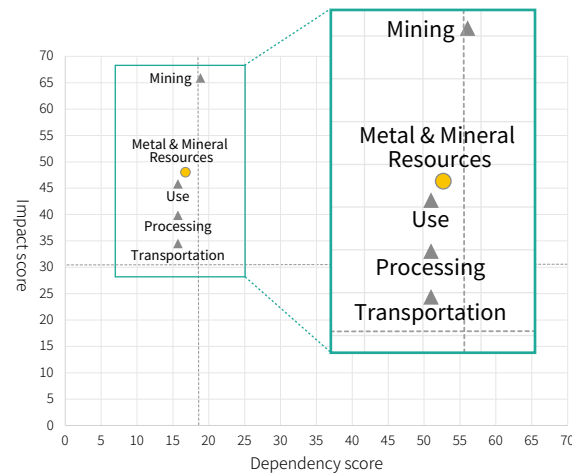 Mining
Metal & Mineral
Resources
Use
Processing
Transportation
Mining
Metal & Mineral
Resources
Use
Processing
Transportation
Impact score
70
65
60
55
50
45
40
35
30
25
20
15
10
5
0
0 5 10 15 20 25 30 35 40 45 50 55 60 65 70
Dependency score